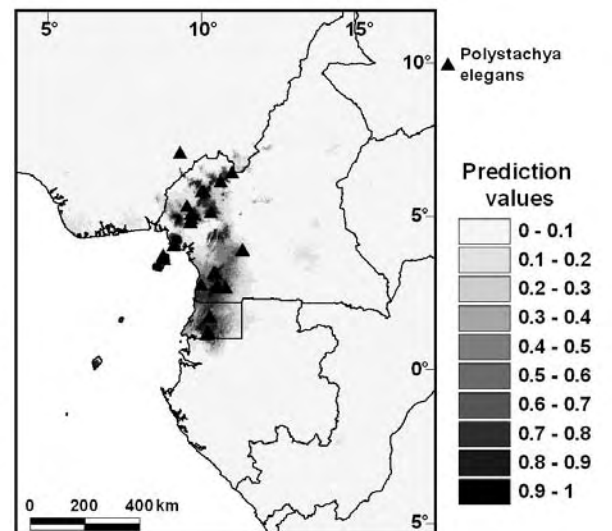 5° 10° 15°
10°
Polystachya
elegans
Prediction
values
5°
0 - 0.1
0.1 - 0.2
0.2 - 0.3
0.3 - 0.4
0.4 - 0.5
0.5 - 0.6
0.6 - 0.7
0.7 - 0.8
0.8 - 0.9
0.9 - 1
0°
0 200 400 km
5°